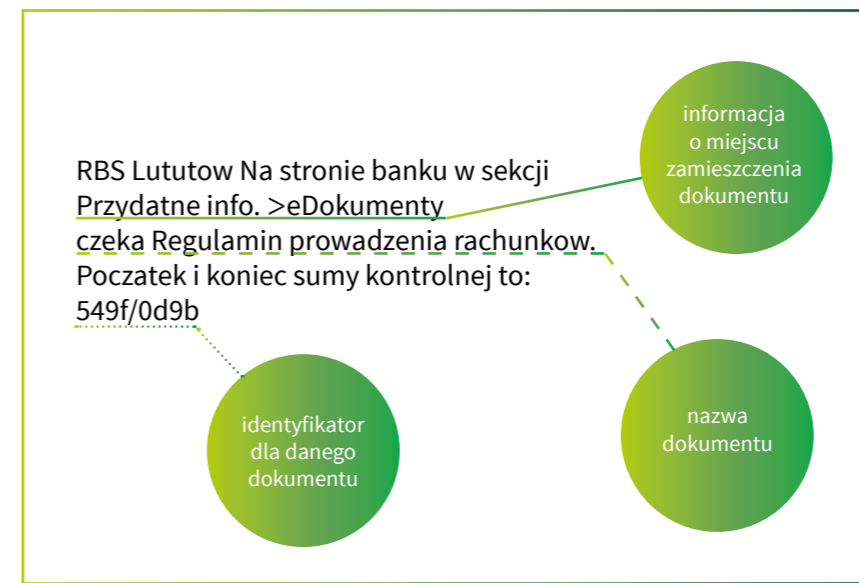 RBS Lututow Na stronie banku w sekcji
Przydatne info. >eDokumenty
czeka Regulamin prowadzenia rachunkow.
Poczatek i koniec sumy kontrolnej to:
549f/0d9b
informacja
o miejscu
zamieszczenia
dokumentu
identyfikator
dla danego
dokumentu
nazwa
dokumentu